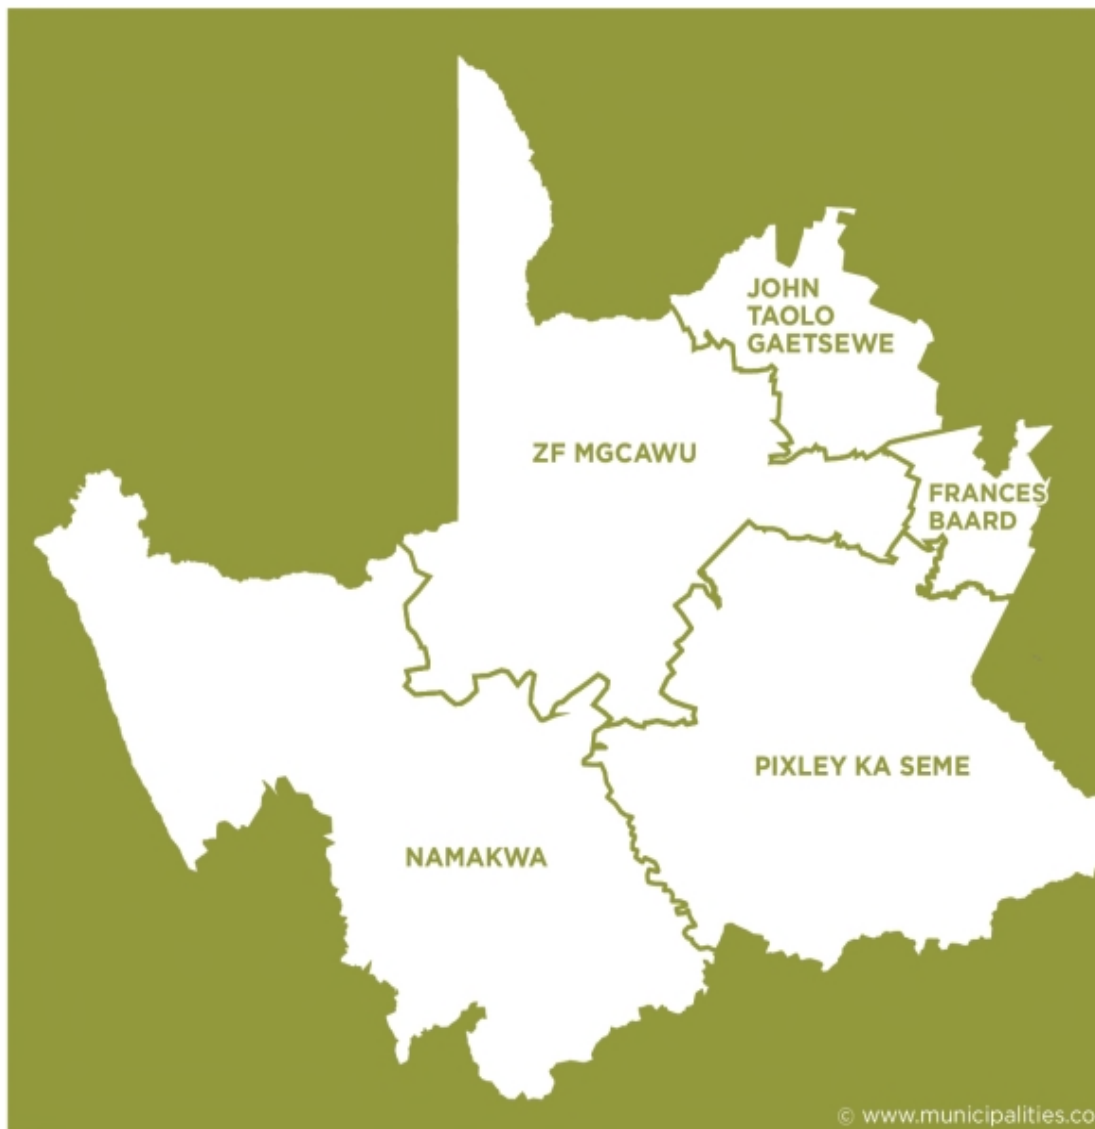 JOHN
TAOLO
GAETSEWE
ZF MGCAWU
FRANCES
BAARD
PIXLEY KA SEME
NAMAKWA
© www.municipalities.co